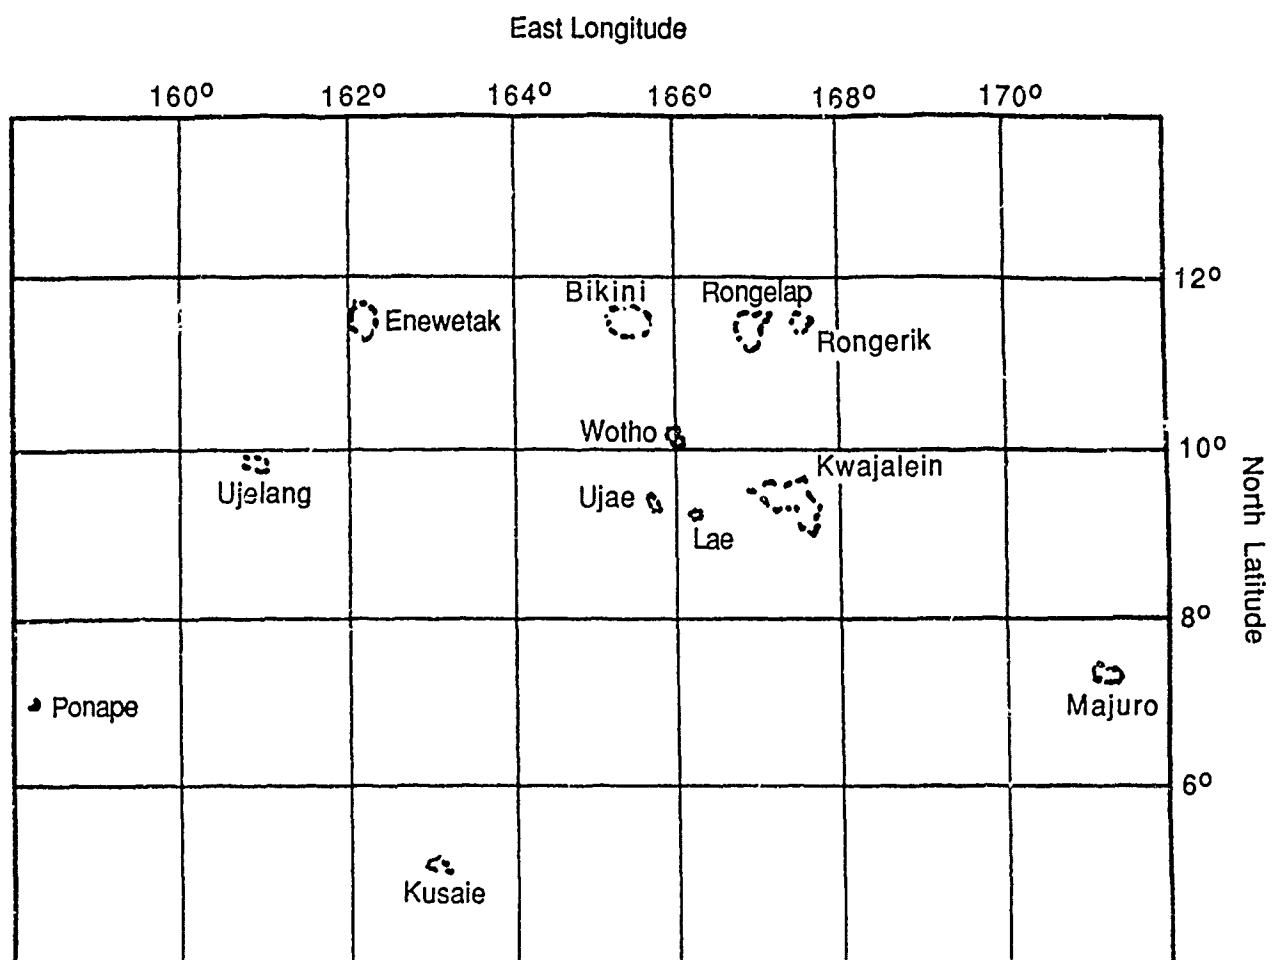 East Longitude
160° 162° 164° 166° 168° 170°
12°
Bikini Rongelap
Enewetak
Rongerik
Wotho
10°
Kwajalein
Ujelang
Ujae
Lae
North Latitude
8°
Majuro
Ponape
6°
Kusaie